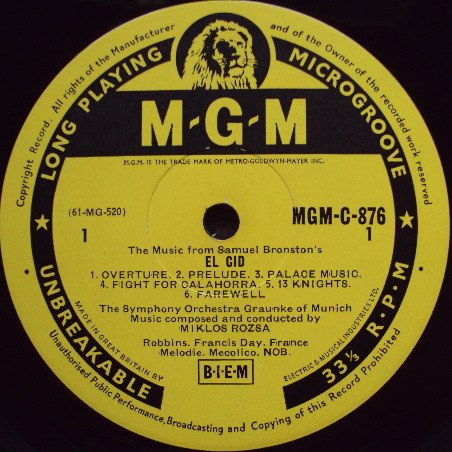 Copyright Record. All rights of the Manufacturer
and of the Owner of the recorded work reserved
LONG PLAYING
MICROGROOVE
M-G-M
M.G.M. IS THE TRADE MARK OF METRO-GOLDWYN-MAYER INC.
(61-MG-520)
MGM-C-876
1
1
The Music from Samuel Bronston's
EL CID
1. OVERTURE. 2. PRELUDE. 3. PALACE MUSIC.
4. FIGHT FOR CALAHORRA. 5. 13 KNIGHTS.
6. FAREWELL
The Symphony Orchestra Graunke of Munich
Music composed and conducted by
MIKLOS ROZSA
Robbins. Francis Day. France
Melodie. Mecolico. NOB.
B·I·E·M
MADE IN GREAT BRITAIN BY
ELECTRIC & MUSICAL INDUSTRIES LTD.
UNBREAKABLE
33⅓ R·P·M
Unauthorised Public Performance, Broadcasting and Copying of this Record Prohibited